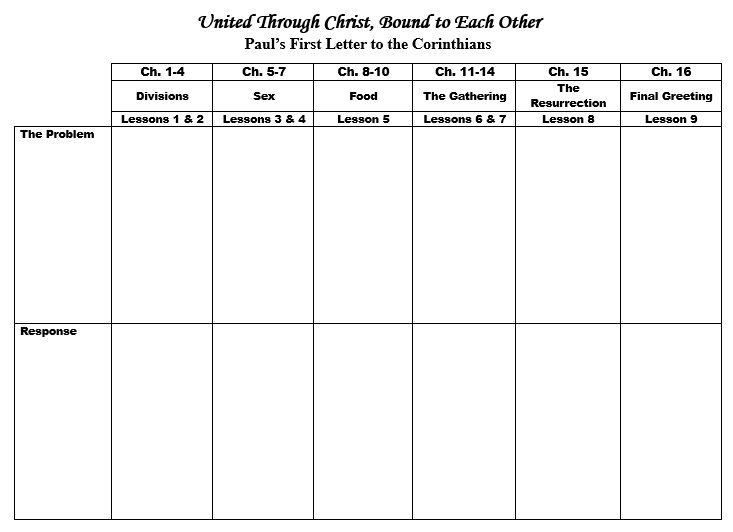 United Through Christ, Bound to Each Other
Paul's First Letter to the Corinthians
Ch. 1-4 Ch. 5-7 Ch. 8-10 Ch. 11-14 Ch. 15 Ch. 16
Divisions Sex Food The Gathering The Resurrection Final Greeting
Lessons 1 & 2 Lessons 3 & 4 Lesson 5 Lessons 6 & 7 Lesson 8 Lesson 9
The Problem
Response